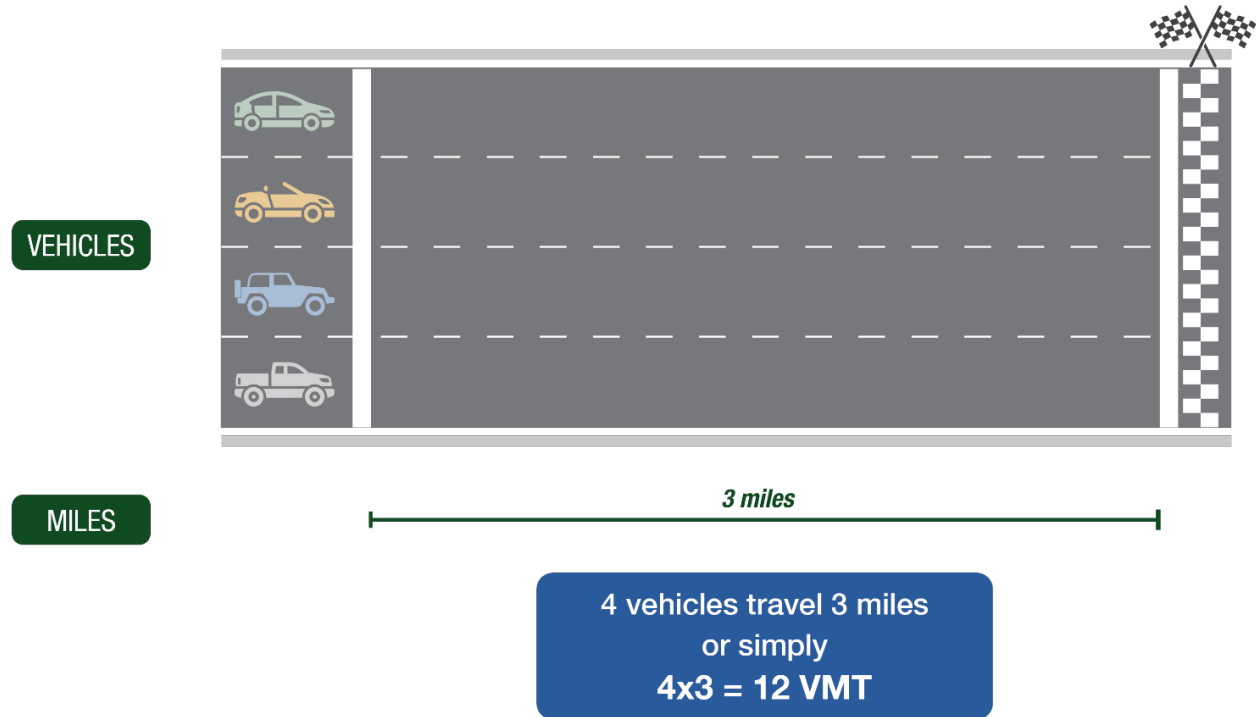 VEHICLES
MILES
3 miles
4 vehicles travel 3 miles
or simply
4x3 = 12 VMT